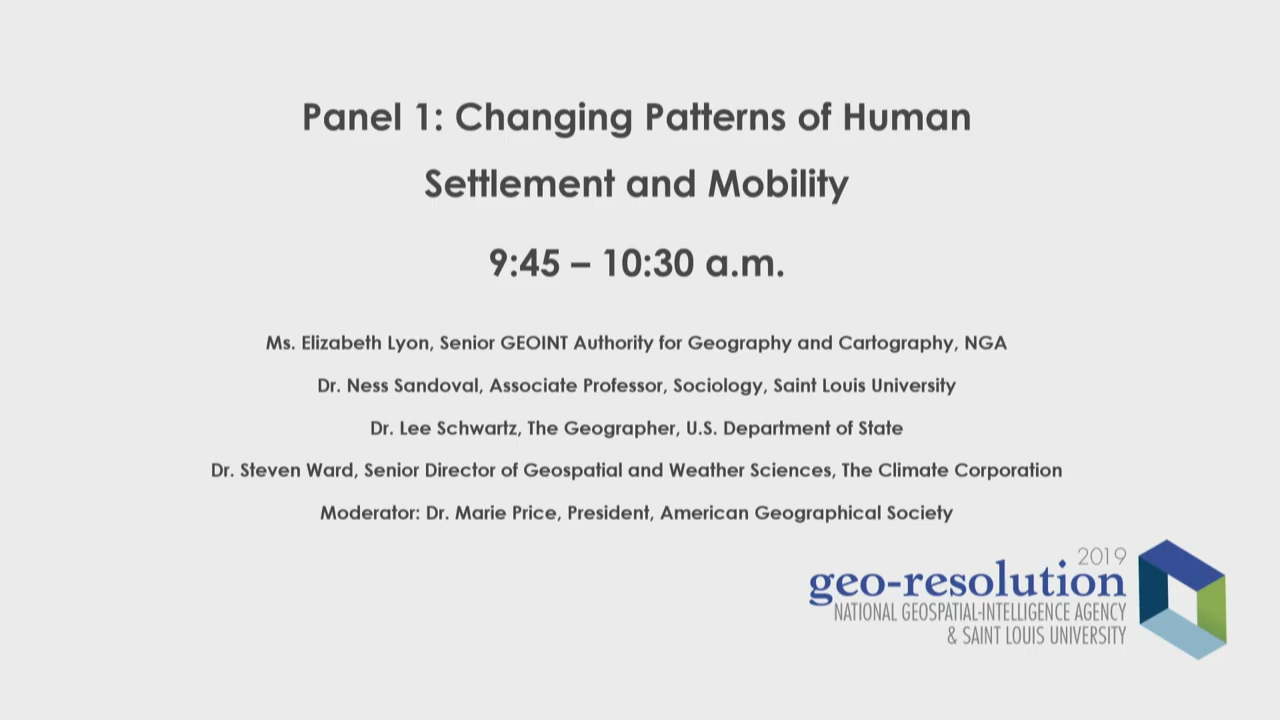 Panel 1: Changing Patterns of Human
Settlement and Mobility
9:45 – 10:30 a.m.
Ms. Elizabeth Lyon, Senior GEOINT Authority for Geography and Cartography, NGA
Dr. Ness Sandoval, Associate Professor, Sociology, Saint Louis University
Dr. Lee Schwartz, The Geographer, U.S. Department of State
Dr. Steven Ward, Senior Director of Geospatial and Weather Sciences, The Climate Corporation
Moderator: Dr. Marie Price, President, American Geographical Society
2019
geo-resolution
NATIONAL GEOSPATIAL-INTELLIGENCE AGENCY
& SAINT LOUIS UNIVERSITY